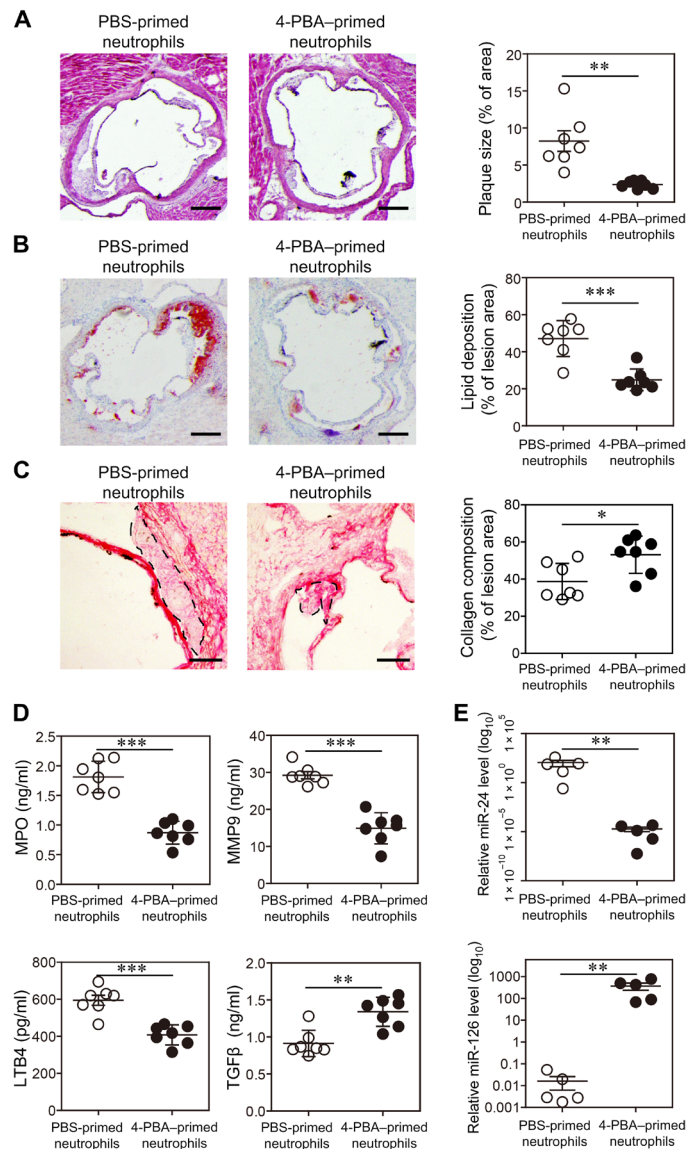 A
PBS-primed
neutrophils
4-PBA–primed
neutrophils
Plaque size (% of area)
20
15
10
5
0
**
PBS-primed
neutrophils
4-PBA–primed
neutrophils
B
PBS-primed
neutrophils
4-PBA–primed
neutrophils
Lipid deposition
(% of lesion area)
80
60
40
20
0
***
PBS-primed
neutrophils
4-PBA–primed
neutrophils
C
PBS-primed
neutrophils
4-PBA–primed
neutrophils
Collagen composition
(% of lesion area)
80
60
40
20
0
*
PBS-primed
neutrophils
4-PBA–primed
neutrophils
D
MPO (ng/ml)
2.5
2.0
1.5
1.0
0.5
0.0
***
PBS-primed
neutrophils
4-PBA–primed
neutrophils
MMP9 (ng/ml)
40
30
20
10
0
***
PBS-primed
neutrophils
4-PBA–primed
neutrophils
E
Relative miR-24 level (log10)
1 × 10^5
1 × 10^0
1 × 10^-5
1 × 10^-10
**
PBS-primed
neutrophils
4-PBA–primed
neutrophils
LTB4 (pg/ml)
800
600
400
200
0
***
PBS-primed
neutrophils
4-PBA–primed
neutrophils
TGFβ (ng/ml)
2.0
1.5
1.0
0.5
0.0
**
PBS-primed
neutrophils
4-PBA–primed
neutrophils
Relative miR-126 level (log10)
1000
100
10
1
0.1
0.01
0.001
**
PBS-primed
neutrophils
4-PBA–primed
neutrophils